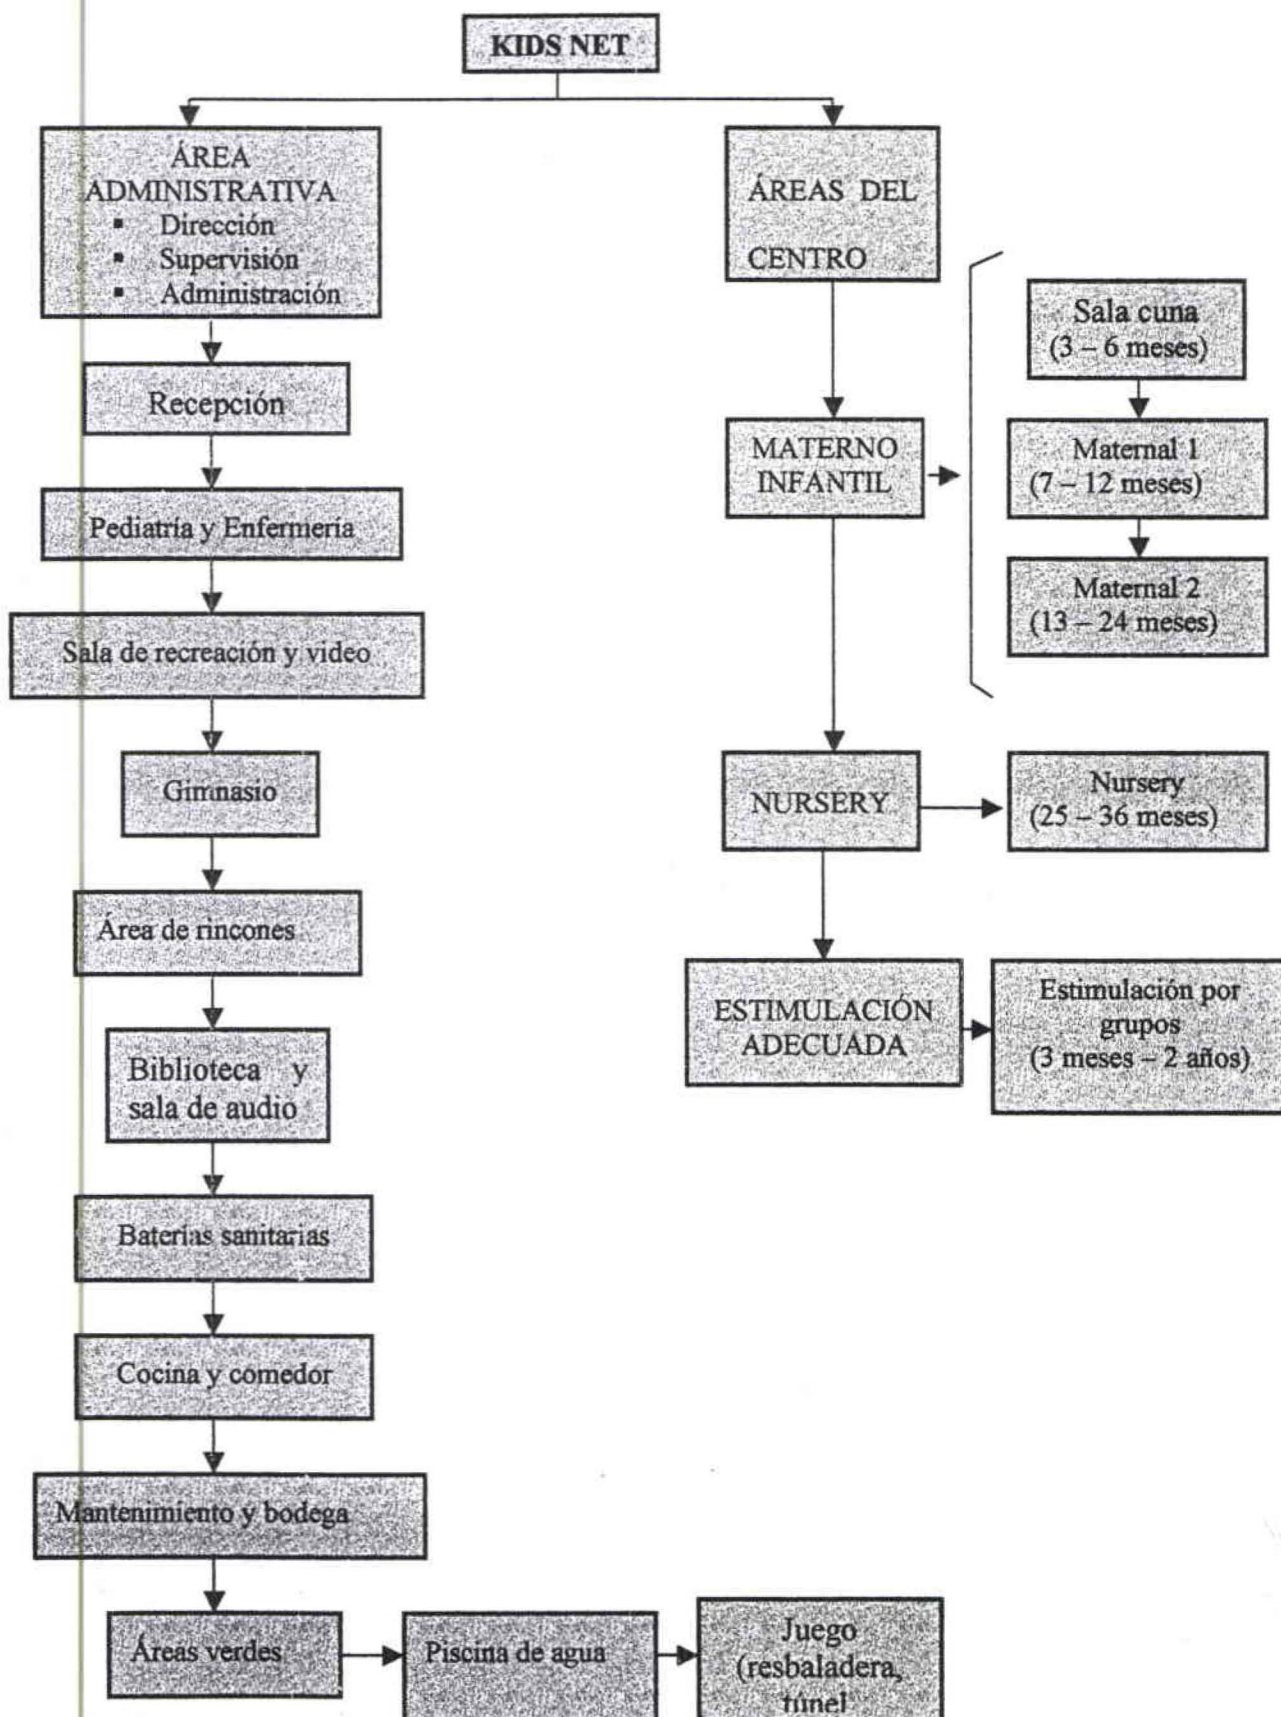 KIDS NET
ÁREA
ADMINISTRATIVA
▪ Dirección
▪ Supervisión
▪ Administración
Recepción
Pediatría y Enfermería
Sala de recreación y video
Gimnasio
Área de rincones
Biblioteca y
sala de audio
Baterías sanitarias
Cocina y comedor
Mantenimiento y bodega
Áreas verdes
Piscina de agua
Juego
(resbaladera,
túnel
ÁREAS DEL
CENTRO
MATERNO
INFANTIL
Sala cuna
(3 – 6 meses)
Maternal 1
(7 – 12 meses)
Maternal 2
(13 – 24 meses)
NURSERY
Nursery
(25 – 36 meses)
ESTIMULACIÓN
ADECUADA
Estimulación por
grupos
(3 meses – 2 años)